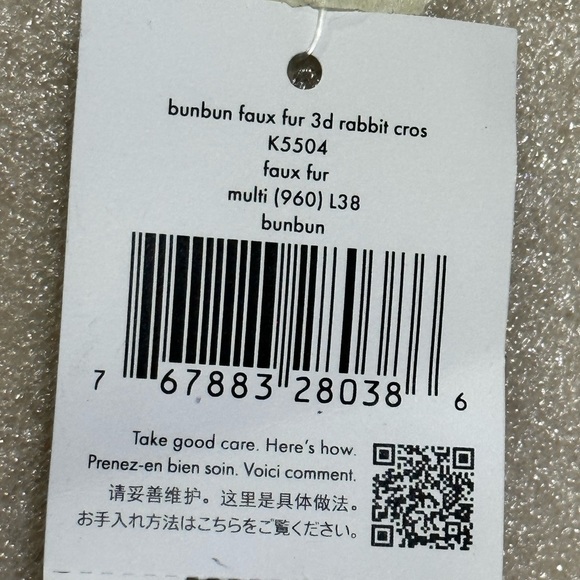 bunbun faux fur 3d rabbit cros
K5504
faux fur
multi (960) L38
bunbun
7 67883 28038 6
Take good care. Here's how.
Prenez-en bien soin. Voici comment.
请妥善维护。这里是具体做法。
お手入れ方法はこちらをご覧ください。